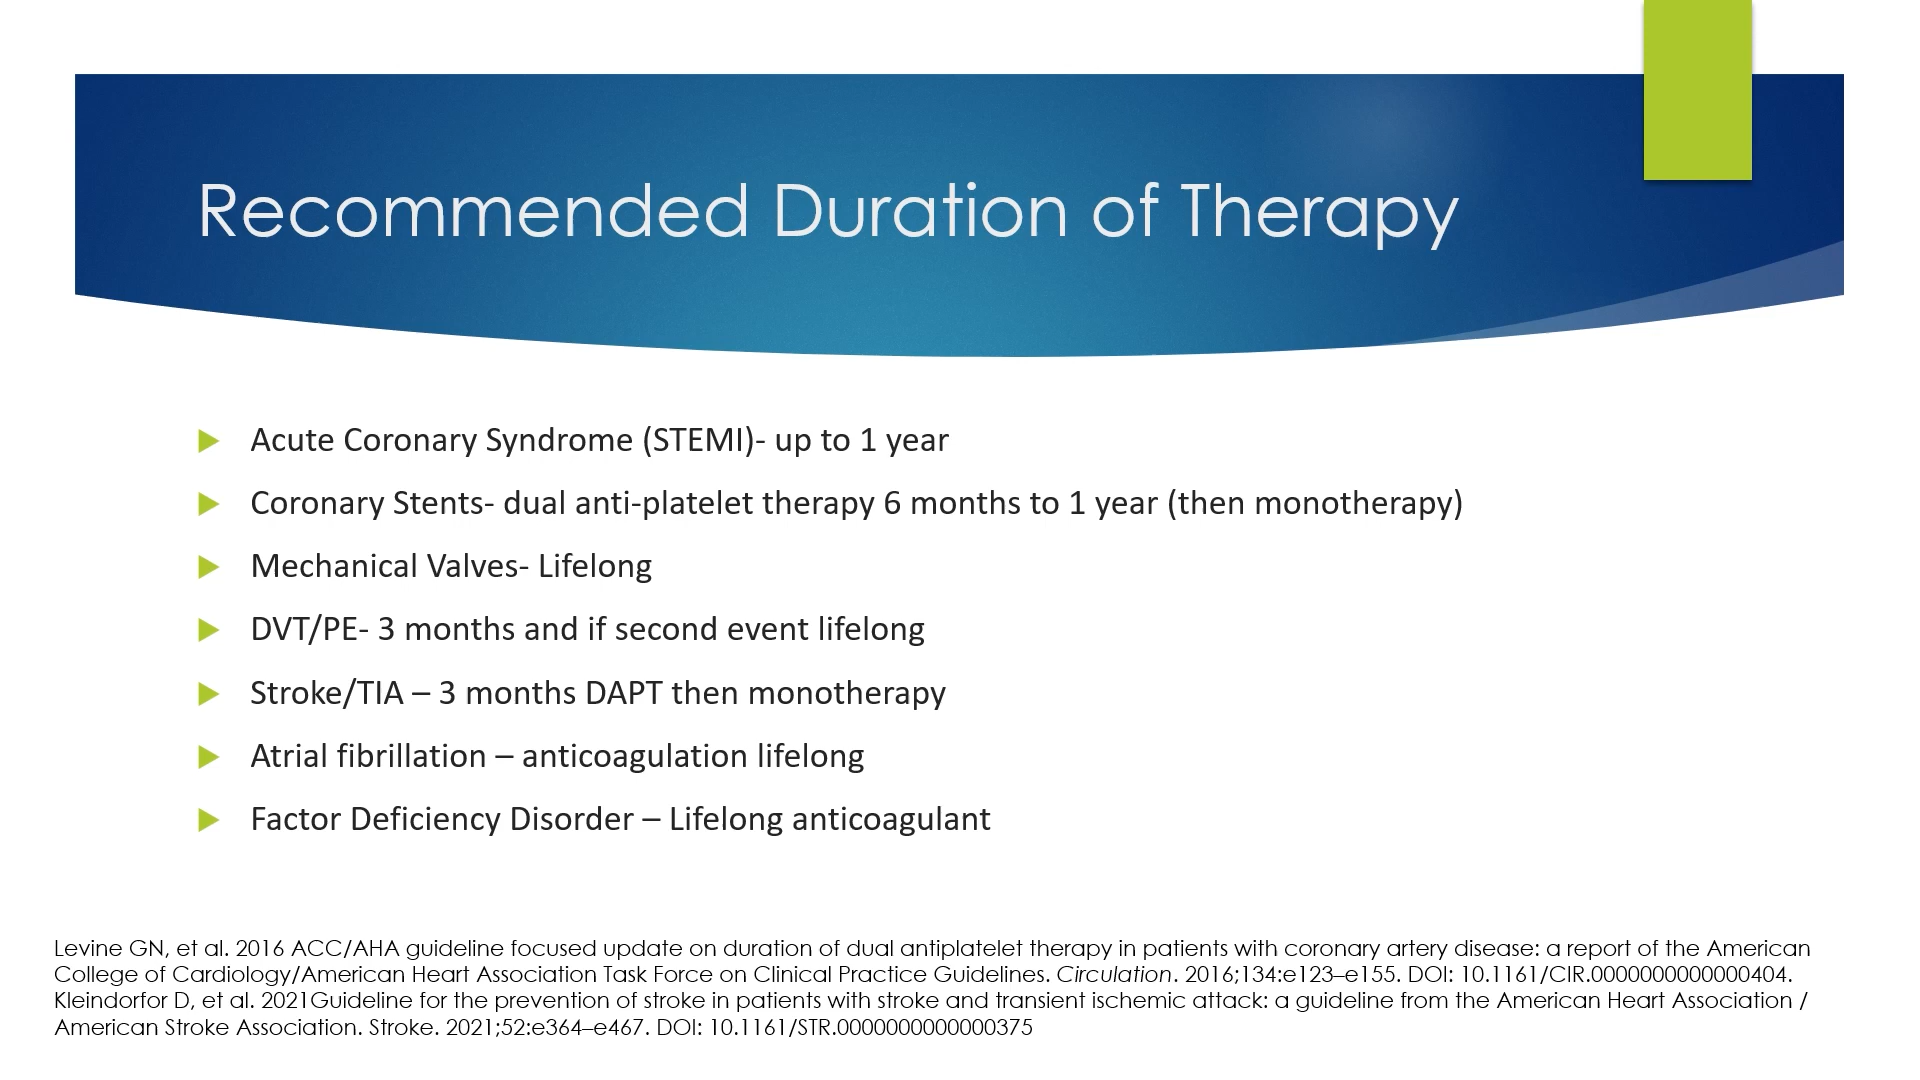 Recommended Duration of Therapy
Acute Coronary Syndrome (STEMI)- up to 1 year
Coronary Stents- dual anti-platelet therapy 6 months to 1 year (then monotherapy)
Mechanical Valves- Lifelong
DVT/PE- 3 months and if second event lifelong
Stroke/TIA – 3 months DAPT then monotherapy
Atrial fibrillation – anticoagulation lifelong
Factor Deficiency Disorder – Lifelong anticoagulant
Levine GN, et al. 2016 ACC/AHA guideline focused update on duration of dual antiplatelet therapy in patients with coronary artery disease: a report of the American
College of Cardiology/American Heart Association Task Force on Clinical Practice Guidelines. Circulation. 2016;134:e123–e155. DOI: 10.1161/CIR.0000000000000404.
Kleindorfor D, et al. 2021Guideline for the prevention of stroke in patients with stroke and transient ischemic attack: a guideline from the American Heart Association /
American Stroke Association. Stroke. 2021;52:e364–e467. DOI: 10.1161/STR.0000000000000375